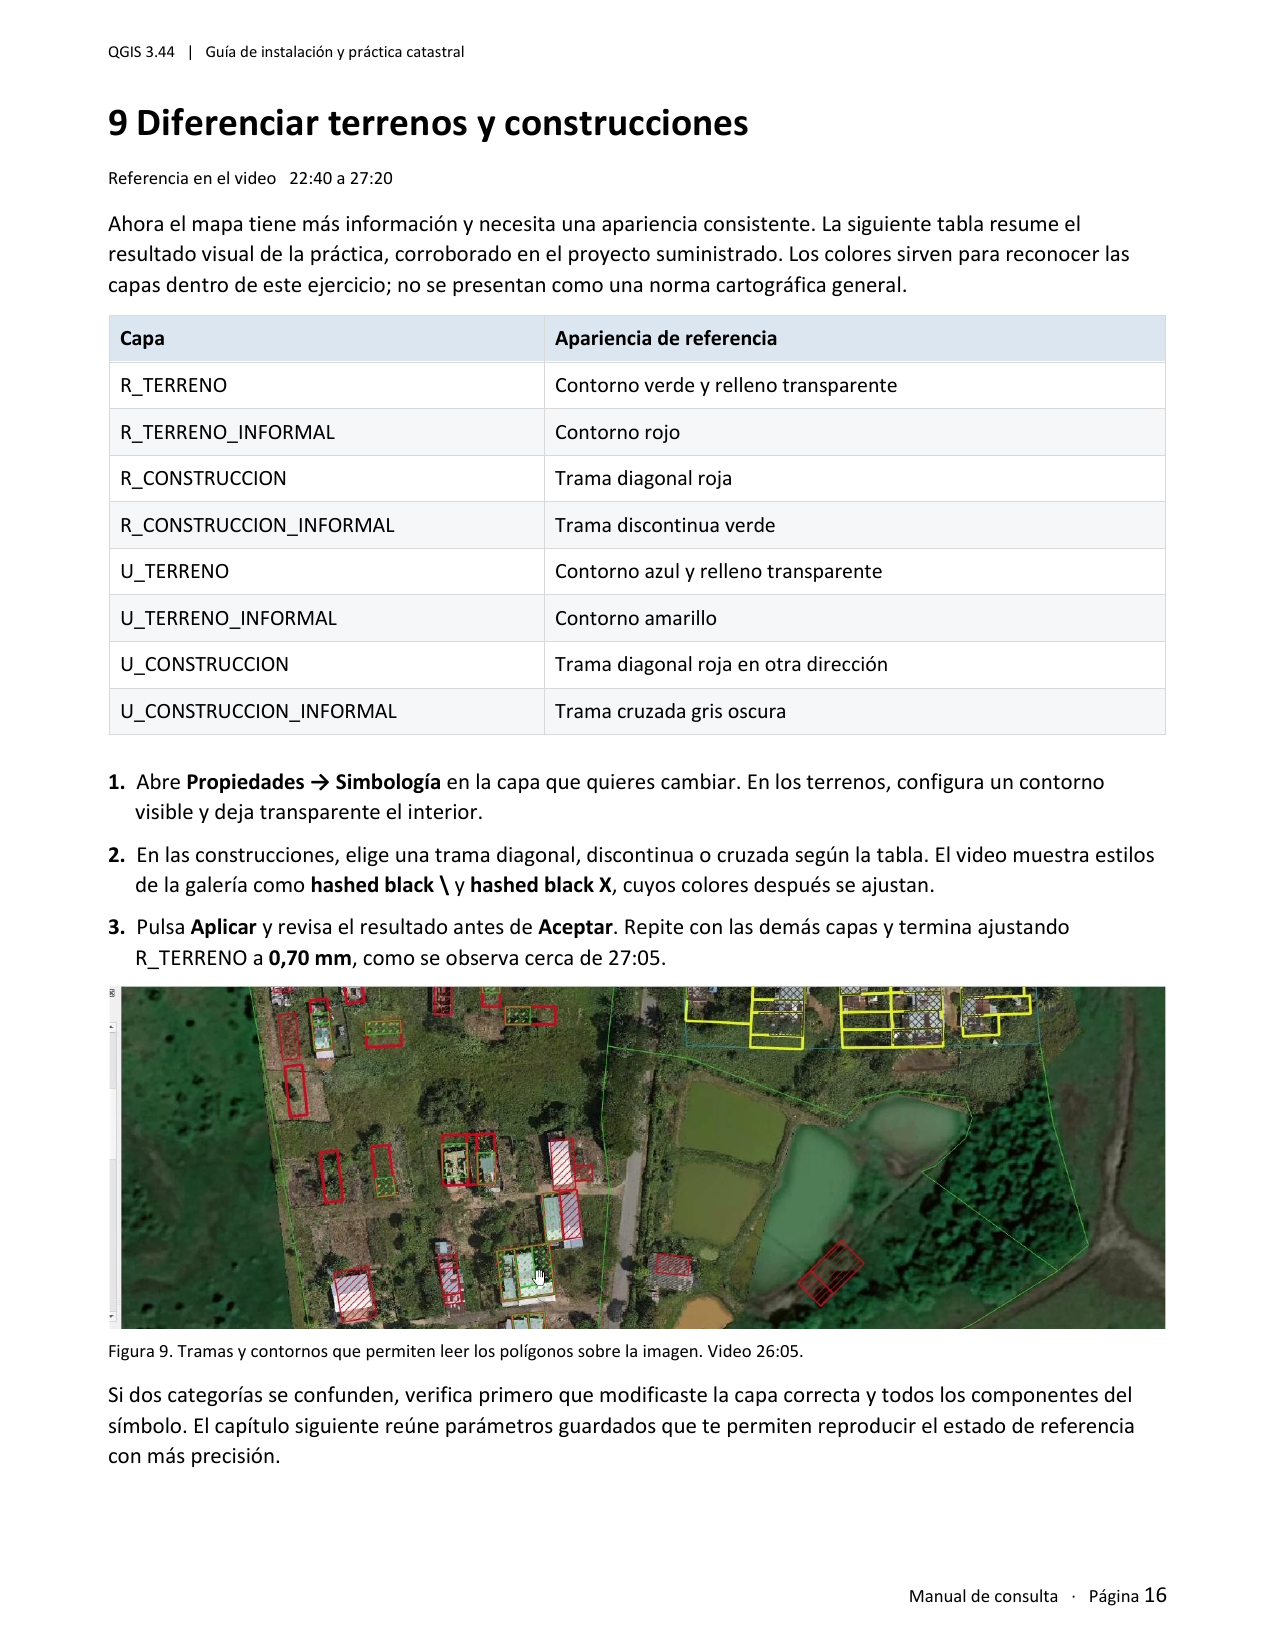 QGIS 3.44 | Guía de instalación y práctica catastral
9 Diferenciar terrenos y construcciones
Referencia en el video 22:40 a 27:20
Ahora el mapa tiene más información y necesita una apariencia consistente. La siguiente tabla resume el
resultado visual de la práctica, corroborado en el proyecto suministrado. Los colores sirven para reconocer las
capas dentro de este ejercicio; no se presentan como una norma cartográfica general.
Capa Apariencia de referencia
R_TERRENO Contorno verde y relleno transparente
R_TERRENO_INFORMAL Contorno rojo
R_CONSTRUCCION Trama diagonal roja
R_CONSTRUCCION_INFORMAL Trama discontinua verde
U_TERRENO Contorno azul y relleno transparente
U_TERRENO_INFORMAL Contorno amarillo
U_CONSTRUCCION Trama diagonal roja en otra dirección
U_CONSTRUCCION_INFORMAL Trama cruzada gris oscura
1. Abre Propiedades → Simbología en la capa que quieres cambiar. En los terrenos, configura un contorno
visible y deja transparente el interior.
2. En las construcciones, elige una trama diagonal, discontinua o cruzada según la tabla. El video muestra estilos
de la galería como hashed black \ y hashed black X, cuyos colores después se ajustan.
3. Pulsa Aplicar y revisa el resultado antes de Aceptar. Repite con las demás capas y termina ajustando
R_TERRENO a 0,70 mm, como se observa cerca de 27:05.
Figura 9. Tramas y contornos que permiten leer los polígonos sobre la imagen. Video 26:05.
Si dos categorías se confunden, verifica primero que modificaste la capa correcta y todos los componentes del
símbolo. El capítulo siguiente reúne parámetros guardados que te permiten reproducir el estado de referencia
con más precisión.
Manual de consulta · Página 16